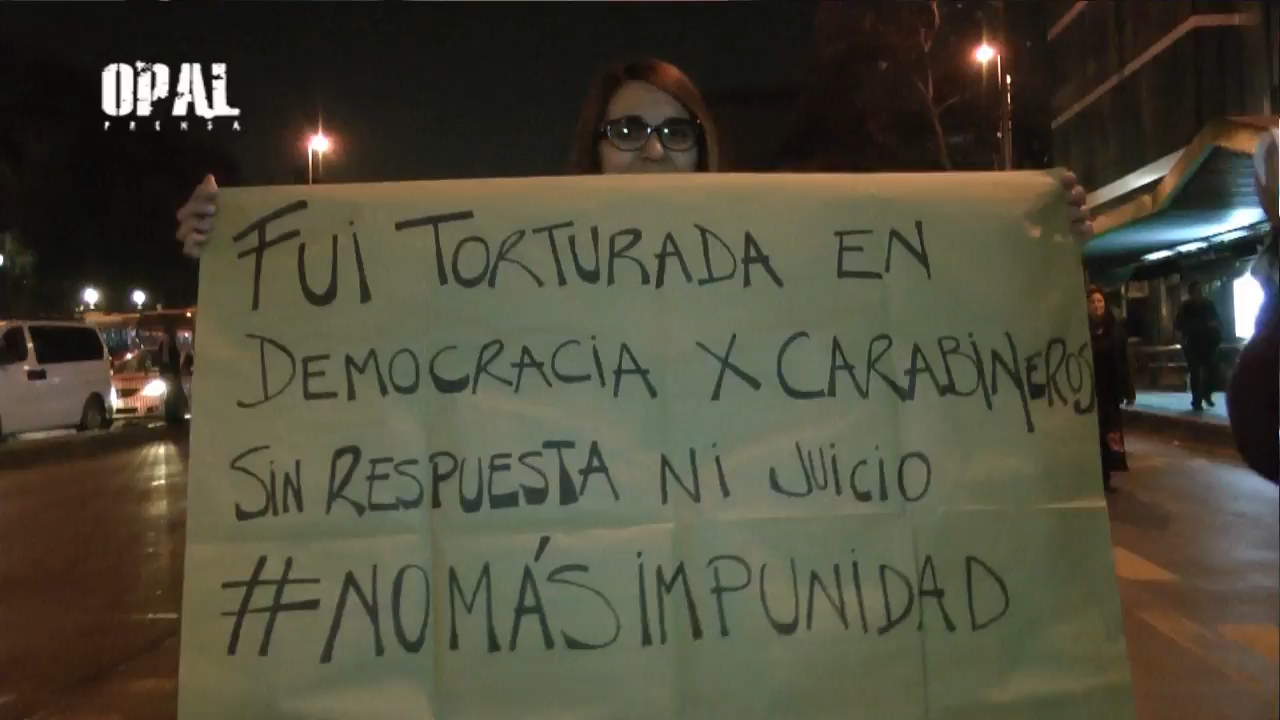 OPAL
PRENSA
FUi TORTURADA EN
DEMOCRACiA X CARABiNEROS
SiN RESPUESTA Ni JUiCiO
#NOMÁSiMPUNiDAD